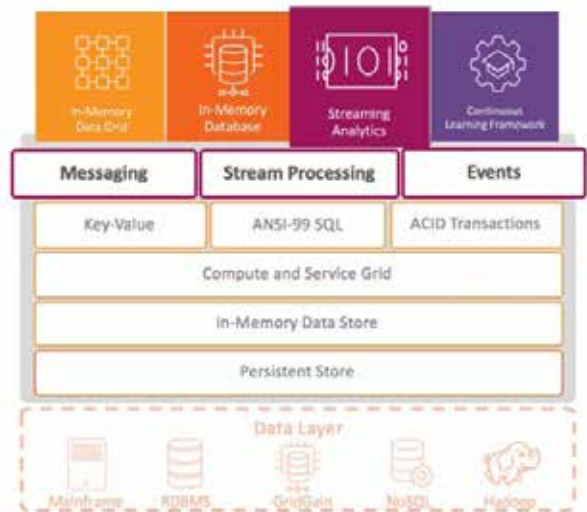 In-Memory
Data Grid
In-Memory
Database
Streaming
Analytics
Continuous
Learning Framework
Messaging
Stream Processing
Events
Key-Value
ANSI-99 SQL
ACID Transactions
Compute and Service Grid
In-Memory Data Store
Persistent Store
Data Layer
Mainframe
RDBMS
GridGain
NoSQL
Hadoop